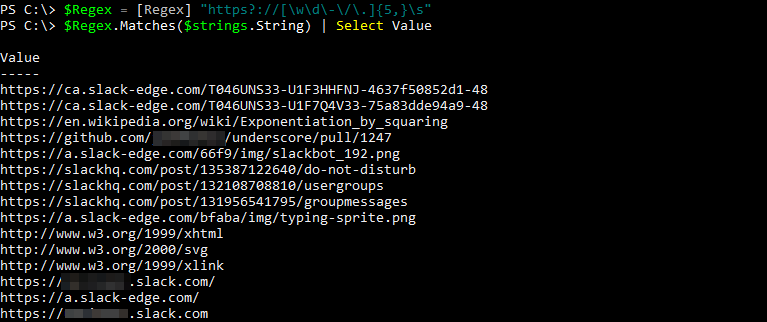 PS C:\> $Regex = [Regex] "https?://[\w\d\-\/\.]{5,}\s"
PS C:\> $Regex.Matches($strings.String) | Select Value
Value
-----
https://ca.slack-edge.com/T046UNS33-U1F3HHFNJ-4637f50852d1-48
https://ca.slack-edge.com/T046UNS33-U1F7Q4V33-75a83dde94a9-48
https://en.wikipedia.org/wiki/Exponentiation_by_squaring
https://github.com/ /underscore/pull/1247
https://a.slack-edge.com/66f9/img/slackbot_192.png
https://slackhq.com/post/135387122640/do-not-disturb
https://slackhq.com/post/132108708810/usergroups
https://slackhq.com/post/131956541795/groupmessages
https://a.slack-edge.com/bfaba/img/typing-sprite.png
http://www.w3.org/1999/xhtml
http://www.w3.org/2000/svg
http://www.w3.org/1999/xlink
https:// .slack.com/
https://a.slack-edge.com/
https:// .slack.com